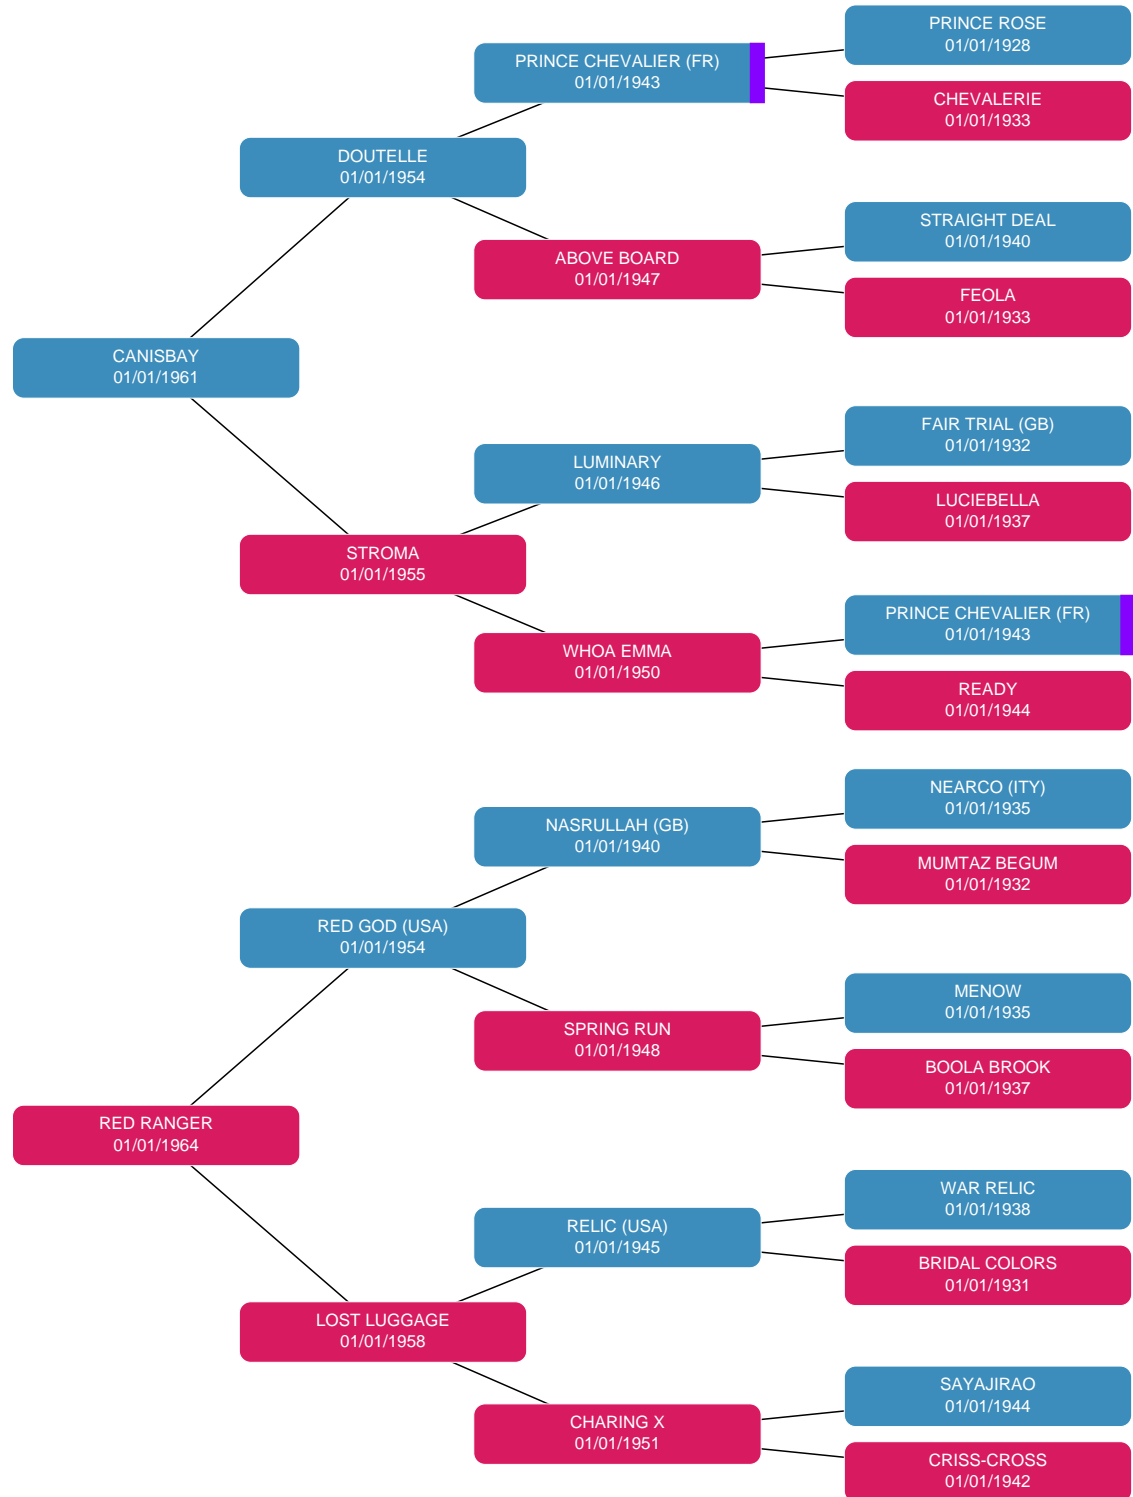 PRINCE ROSE
01/01/1928
PRINCE CHEVALIER (FR)
01/01/1943
CHEVALERIE
01/01/1933
DOUTELLE
01/01/1954
STRAIGHT DEAL
01/01/1940
ABOVE BOARD
01/01/1947
FEOLA
01/01/1933
CANISBAY
01/01/1961
FAIR TRIAL (GB)
01/01/1932
LUMINARY
01/01/1946
LUCIEBELLA
01/01/1937
STROMA
01/01/1955
PRINCE CHEVALIER (FR)
01/01/1943
WHOA EMMA
01/01/1950
READY
01/01/1944
NEARCO (ITY)
01/01/1935
NASRULLAH (GB)
01/01/1940
MUMTAZ BEGUM
01/01/1932
RED GOD (USA)
01/01/1954
MENOW
01/01/1935
SPRING RUN
01/01/1948
BOOLA BROOK
01/01/1937
RED RANGER
01/01/1964
WAR RELIC
01/01/1938
RELIC (USA)
01/01/1945
BRIDAL COLORS
01/01/1931
LOST LUGGAGE
01/01/1958
SAYAJIRAO
01/01/1944
CHARING X
01/01/1951
CRISS-CROSS
01/01/1942